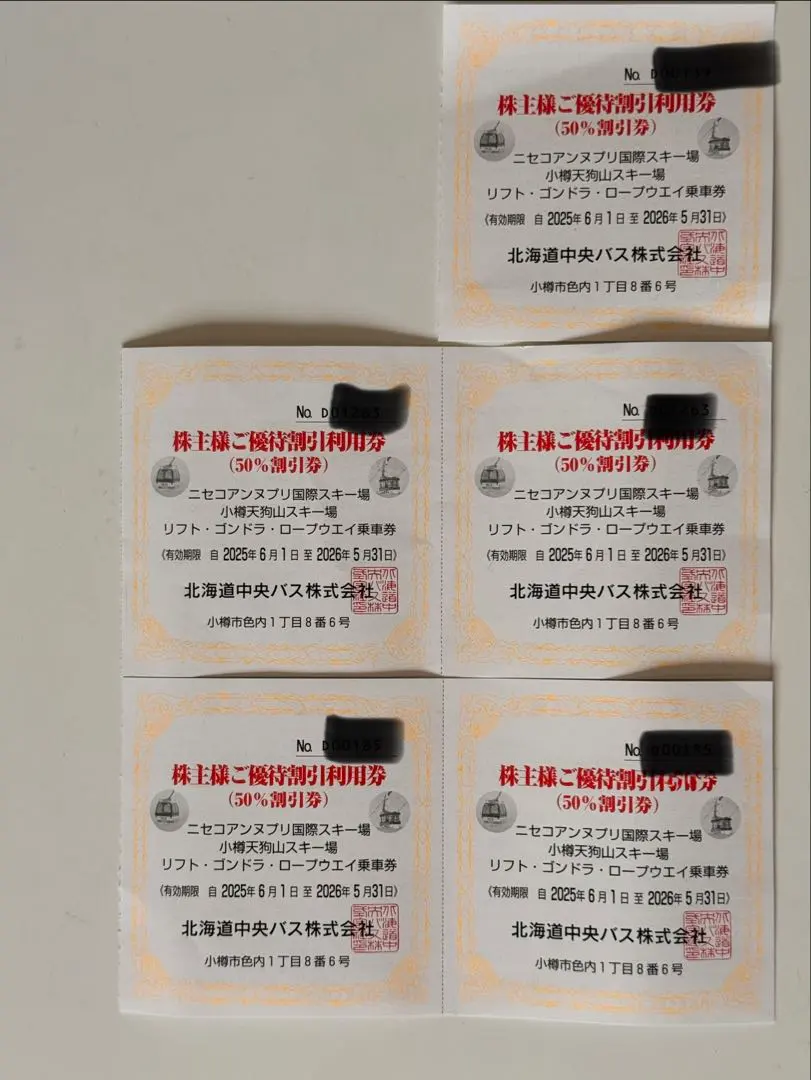 No.
株主様ご優待割引利用券
(50%割引券)
ニセコアンヌプリ国際スキー場
小樽天狗山スキー場
リフト・ゴンドラ・ロープウエイ乗車券
(有効期限 自 2025年6月1日 至 2026年5月31日)
北海道中央バス株式会社
小樽市色内1丁目8番6号
No. D
株主様ご優待割引利用券
(50%割引券)
ニセコアンヌプリ国際スキー場
小樽天狗山スキー場
リフト・ゴンドラ・ロープウエイ乗車券
(有効期限 自 2025年6月1日 至 2026年5月31日)
北海道中央バス株式会社
小樽市色内1丁目8番6号
No.
株主様ご優待割引利用券
(50%割引券)
ニセコアンヌプリ国際スキー場
小樽天狗山スキー場
リフト・ゴンドラ・ロープウエイ乗車券
(有効期限 自 2025年6月1日 至 2026年5月31日)
北海道中央バス株式会社
小樽市色内1丁目8番6号
No. D
株主様ご優待割引利用券
(50%割引券)
ニセコアンヌプリ国際スキー場
小樽天狗山スキー場
リフト・ゴンドラ・ロープウエイ乗車券
(有効期限 自 2025年6月1日 至 2026年5月31日)
北海道中央バス株式会社
小樽市色内1丁目8番6号
No.
株主様ご優待割引券
(50%割引券)
ニセコアンヌプリ国際スキー場
小樽天狗山スキー場
リフト・ゴンドラ・ロープウエイ乗車券
(有効期限 自 2025年6月1日 至 2026年5月31日)
北海道中央バス株式会社
小樽市色内1丁目8番6号